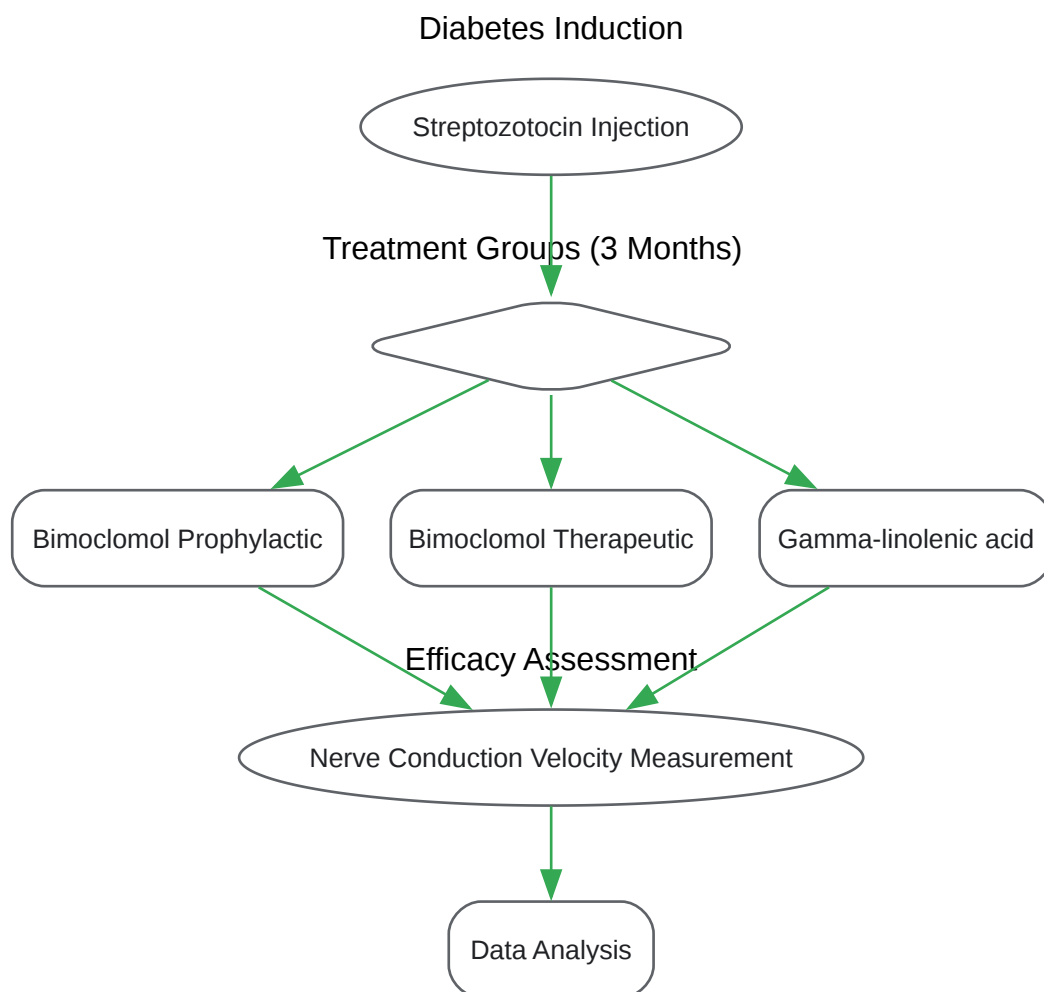 Diabetes Induction
Streptozotocin Injection
Treatment Groups (3 Months)
Bimoclomol Prophylactic
Bimoclomol Therapeutic
Gamma-linolenic acid
Efficacy Assessment
Nerve Conduction Velocity Measurement
Data Analysis